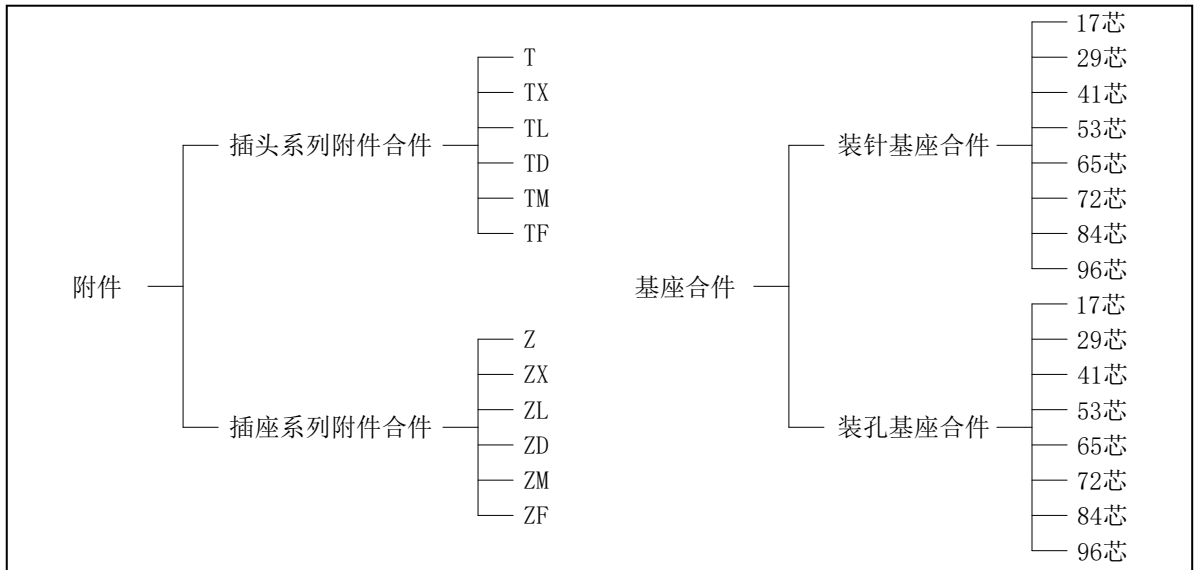 附件
插头系列附件合件
T
TX
TL
TD
TM
TF
插座系列附件合件
Z
ZX
ZL
ZD
ZM
ZF
基座合件
装针基座合件
17芯
29芯
41芯
53芯
65芯
72芯
84芯
96芯
装孔基座合件
17芯
29芯
41芯
53芯
65芯
72芯
84芯
96芯